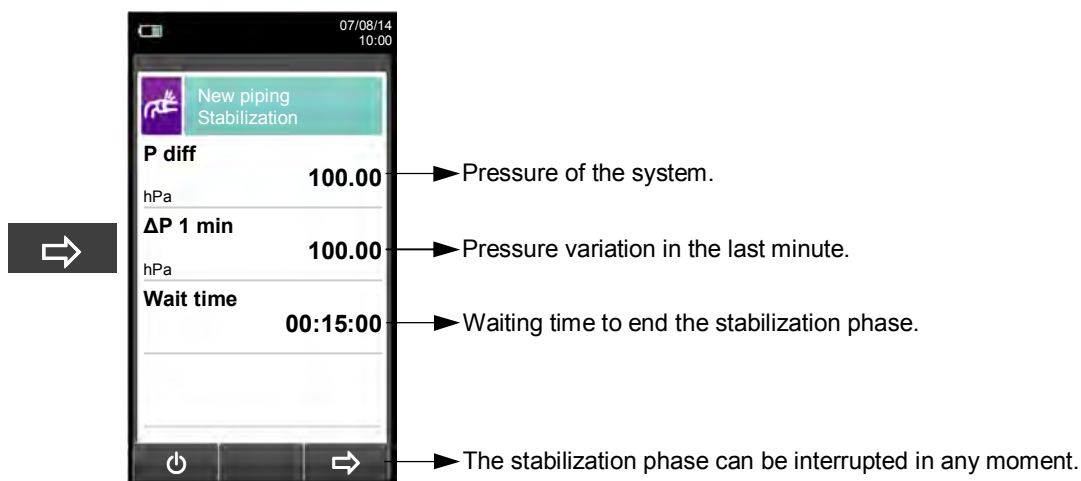 07/08/14
10:00
New piping
Stabilization
P diff
100.00
hPa
Pressure of the system.
ΔP 1 min
100.00
hPa
Pressure variation in the last minute.
Wait time
00:15:00
Waiting time to end the stabilization phase.
The stabilization phase can be interrupted in any moment.